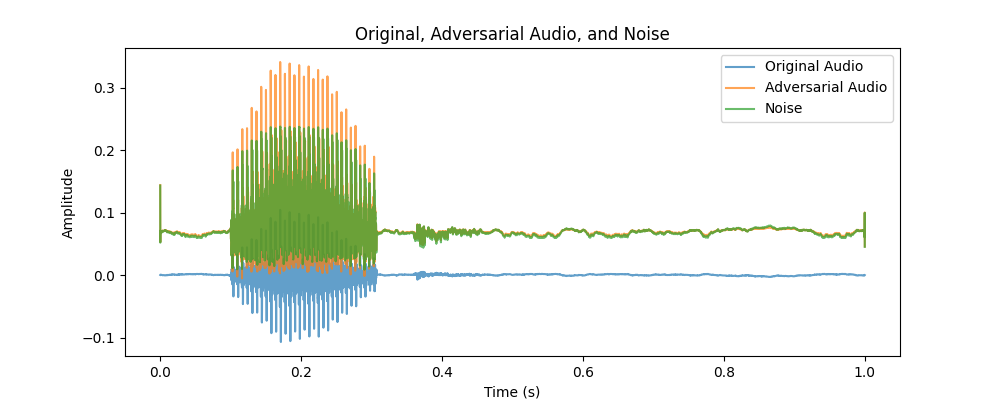 Original, Adversarial Audio, and Noise
Original Audio
Adversarial Audio
Noise
Amplitude
0.3
0.2
0.1
0.0
−0.1
0.0
0.2
0.4
0.6
0.8
1.0
Time (s)